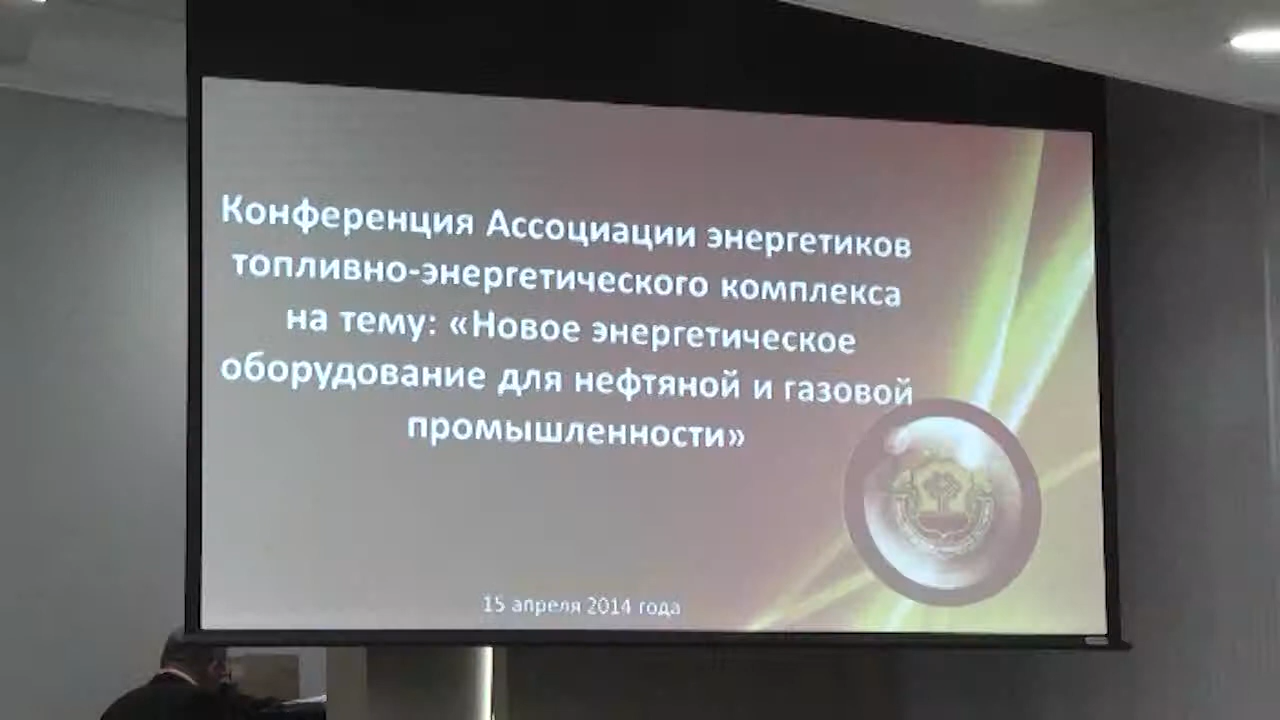 Конференция Ассоциации энергетиков
топливно-энергетического комплекса
на тему: «Новое энергетическое
оборудование для нефтяной и газовой
промышленности»
15 апреля 2014 года